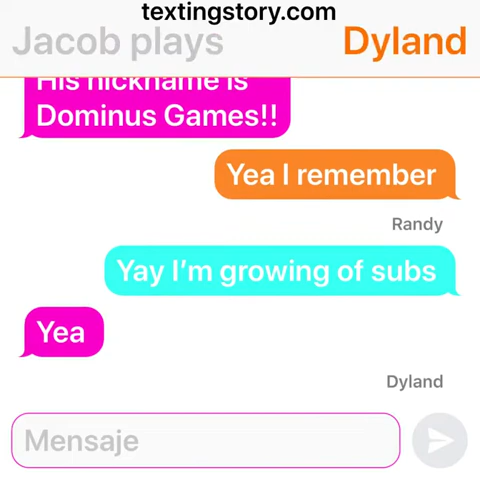 textingstory.com
Jacob plays Dyland
His nickname is
Dominus Games!!
Yea I remember
Randy
Yay I’m growing of subs
Yea
Dyland
Mensaje